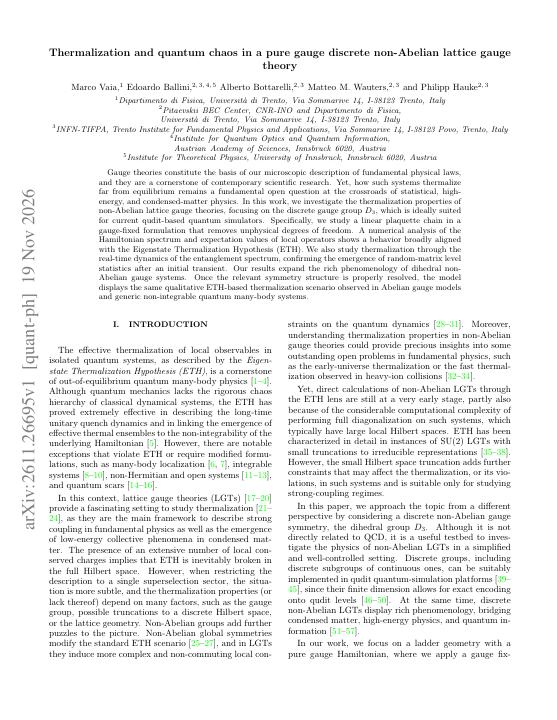 Thermalization and quantum chaos in a pure gauge discrete non-Abelian lattice gauge
theory
Marco Vaia,1 Edoardo Ballini,2, 3, 4, 5 Alberto Bottarelli,2, 3 Matteo M. Wauters,2, 3 and Philipp Hauke2, 3
1Dipartimento di Fisica, Università di Trento, Via Sommarive 14, I-38123 Trento, Italy
2Pitaevskii BEC Center, CNR-INO and Dipartimento di Fisica,
Università di Trento, Via Sommarive 14, I-38123 Trento, Italy
3INFN-TIFPA, Trento Institute for Fundamental Physics and Applications, Via Sommarive 14, I-38123 Povo, Trento, Italy
4Institute for Quantum Optics and Quantum Information,
Austrian Academy of Sciences, Innsbruck 6020, Austria
5Institute for Theoretical Physics, University of Innsbruck, Innsbruck 6020, Austria
Gauge theories constitute the basis of our microscopic description of fundamental physical laws,
and they are a cornerstone of contemporary scientific research. Yet, how such systems thermalize
far from equilibrium remains a fundamental open question at the crossroads of statistical, high-
energy, and condensed-matter physics. In this work, we investigate the thermalization properties of
non-Abelian lattice gauge theories, focusing on the discrete gauge group D3, which is ideally suited
for current qudit-based quantum simulators. Specifically, we study a linear plaquette chain in a
gauge-fixed formulation that removes unphysical degrees of freedom. A numerical analysis of the
Hamiltonian spectrum and expectation values of local operators shows a behavior broadly aligned
with the Eigenstate Thermalization Hypothesis (ETH). We also study thermalization through the
real-time dynamics of the entanglement spectrum, confirming the emergence of random-matrix level
statistics after an initial transient. Our results expand the rich phenomenology of dihedral non-
Abelian gauge systems. Once the relevant symmetry structure is properly resolved, the model
displays the same qualitative ETH-based thermalization scenario observed in Abelian gauge models
and generic non-integrable quantum many-body systems.
I. INTRODUCTION
The effective thermalization of local observables in
isolated quantum systems, as described by the Eigen-
state Thermalization Hypothesis (ETH), is a cornerstone
of out-of-equilibrium quantum many-body physics [1–4].
Although quantum mechanics lacks the rigorous chaos
hierarchy of classical dynamical systems, the ETH has
proved extremely effective in describing the long-time
unitary quench dynamics and in linking the emergence of
effective thermal ensembles to the non-integrability of the
underlying Hamiltonian [5]. However, there are notable
exceptions that violate ETH or require modified formu-
lations, such as many-body localization [6, 7], integrable
systems [8–10], non-Hermitian and open systems [11–13],
and quantum scars [14–16].
In this context, lattice gauge theories (LGTs) [17–20]
provide a fascinating setting to study thermalization [21–
24], as they are the main framework to describe strong
coupling in fundamental physics as well as the emergence
of low-energy collective phenomena in condensed mat-
ter. The presence of an extensive number of local con-
served charges implies that ETH is inevitably broken in
the full Hilbert space. However, when restricting the
description to a single superselection sector, the situa-
tion is more subtle, and the thermalization properties (or
lack thereof) depend on many factors, such as the gauge
group, possible truncations to a discrete Hilbert space,
or the lattice geometry. Non-Abelian groups add further
puzzles to the picture. Non-Abelian global symmetries
modify the standard ETH scenario [25–27], and in LGTs
they induce more complex and non-commuting local con-
straints on the quantum dynamics [28–31]. Moreover,
understanding thermalization properties in non-Abelian
gauge theories could provide precious insights into some
outstanding open problems in fundamental physics, such
as the early-universe thermalization or the fast thermal-
ization observed in heavy-ion collisions [32–34].
Yet, direct calculations of non-Abelian LGTs through
the ETH lens are still at a very early stage, partly also
because of the considerable computational complexity of
performing full diagonalization on such systems, which
typically have large local Hilbert spaces. ETH has been
characterized in detail in instances of SU(2) LGTs with
small truncations to irreducible representations [35–38].
However, the small Hilbert space truncation adds further
constraints that may affect the thermalization, or its vio-
lations, in such systems and is suitable only for studying
strong-coupling regimes.
In this paper, we approach the topic from a different
perspective by considering a discrete non-Abelian gauge
symmetry, the dihedral group D3. Although it is not
directly related to QCD, it is a useful testbed to inves-
tigate the physics of non-Abelian LGTs in a simplified
and well-controlled setting. Discrete groups, including
discrete subgroups of continuous ones, can be suitably
implemented in qudit quantum-simulation platforms [39–
45], since their finite dimension allows for exact encoding
onto qudit levels [46–50]. At the same time, discrete
non-Abelian LGTs display rich phenomenology, bridging
condensed matter, high-energy physics, and quantum in-
formation [51–57].
In our work, we focus on a ladder geometry with a
pure gauge Hamiltonian, where we apply a gauge fix-
arXiv:2611.26695v1 [quant-ph] 19 Nov 2026